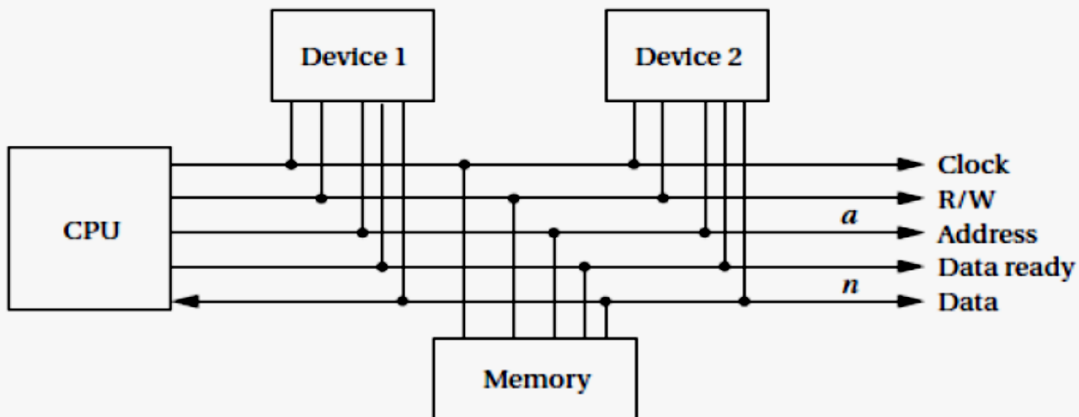 Device 1
Device 2
CPU
Clock
R/W
a
Address
Data ready
n
Data
Memory